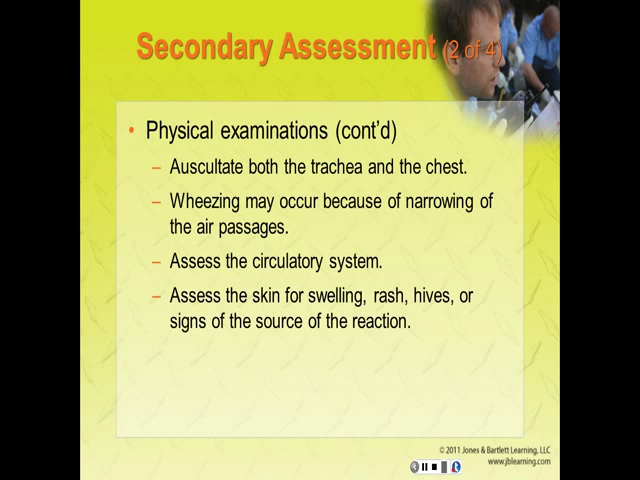 Secondary Assessment (2 of 4)
• Physical examinations (cont’d)
– Auscultate both the trachea and the chest.
– Wheezing may occur because of narrowing of
the air passages.
– Assess the circulatory system.
– Assess the skin for swelling, rash, hives, or
signs of the source of the reaction.
© 2011 Jones & Bartlett Learning, LLC
www.jblearning.com